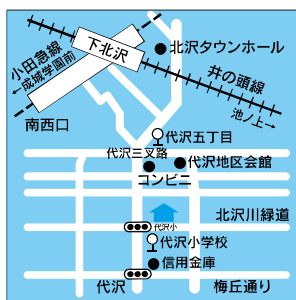 小田急線
←成城学園前
下北沢
北沢タウンホール
井の頭線
池ノ上→
南西口
代沢五丁目
代沢三叉路
代沢地区会館
コンビニ
北沢川緑道
代沢小
代沢小学校
信用金庫
代沢
梅丘通り